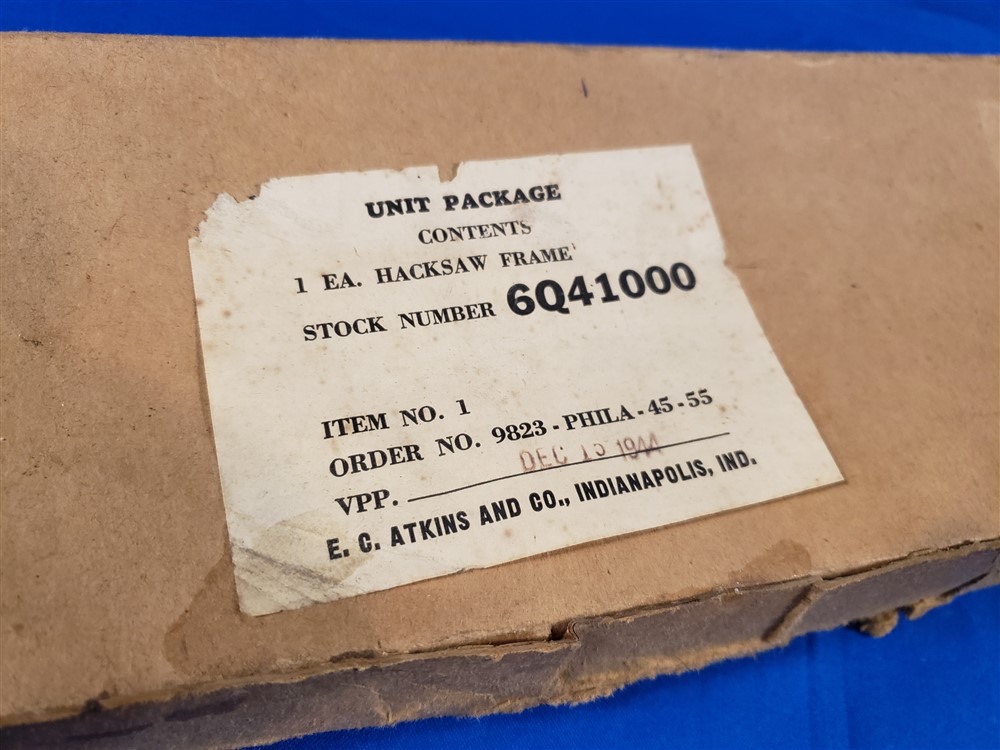 UNIT PACKAGE
CONTENTS
1 EA. HACKSAW FRAME
STOCK NUMBER 6Q41000
ITEM NO. 1
ORDER NO. 9823 - PHILA - 45 - 55
VPP. DEC 15 1944
E. C. ATKINS AND CO., INDIANAPOLIS, IND.